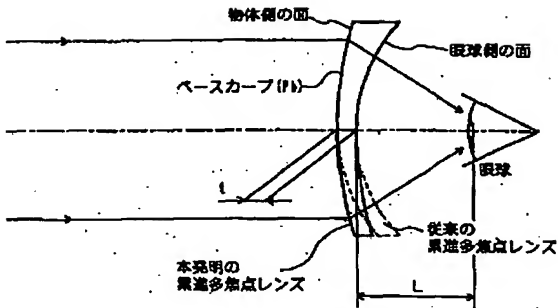 物体側の面
眼球側の面
ベースカーブ(Pb)
眼球
t
従来の
累進多焦点レンズ
本発明の
累進多焦点レンズ
L